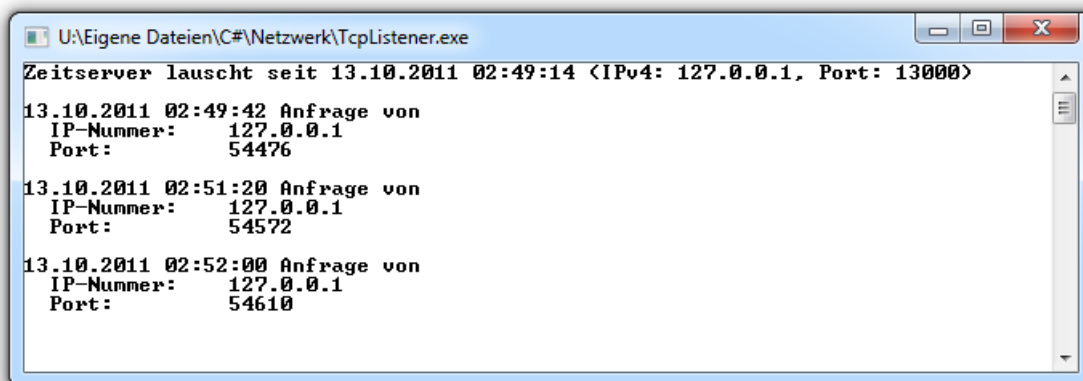 U:\Eigene Dateien\C#\Netzwerk\TcpListener.exe
Zeitserver lauscht seit 13.10.2011 02:49:14 (IPv4: 127.0.0.1, Port: 13000)
13.10.2011 02:49:42 Anfrage von
IP-Nummer: 127.0.0.1
Port: 54476
13.10.2011 02:51:20 Anfrage von
IP-Nummer: 127.0.0.1
Port: 54572
13.10.2011 02:52:00 Anfrage von
IP-Nummer: 127.0.0.1
Port: 54610